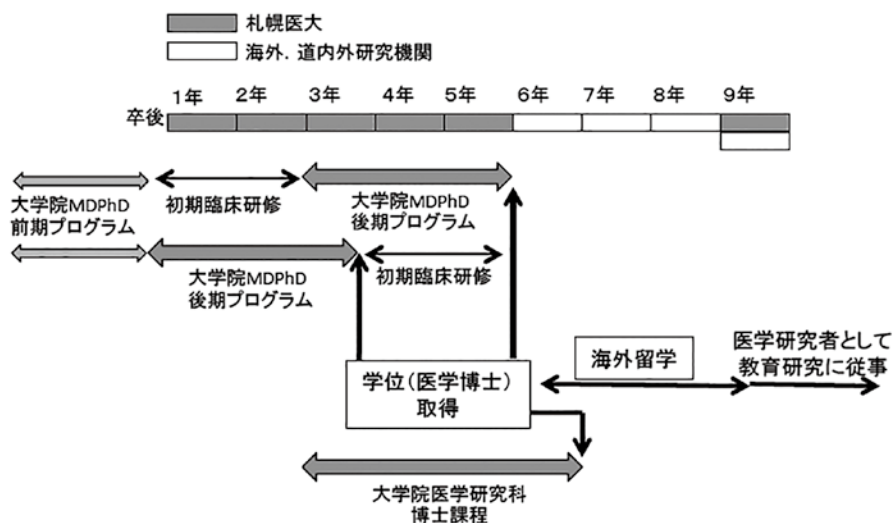 札幌医大
海外．道内外研究機関
1年 2年 3年 4年 5年 6年 7年 8年 9年
卒後
大学院MDPhD
前期プログラム
初期臨床研修
大学院MDPhD
後期プログラム
大学院MDPhD
後期プログラム
初期臨床研修
学位（医学博士）
取得
海外留学
医学研究者として
教育研究に従事
大学院医学研究科
博士課程